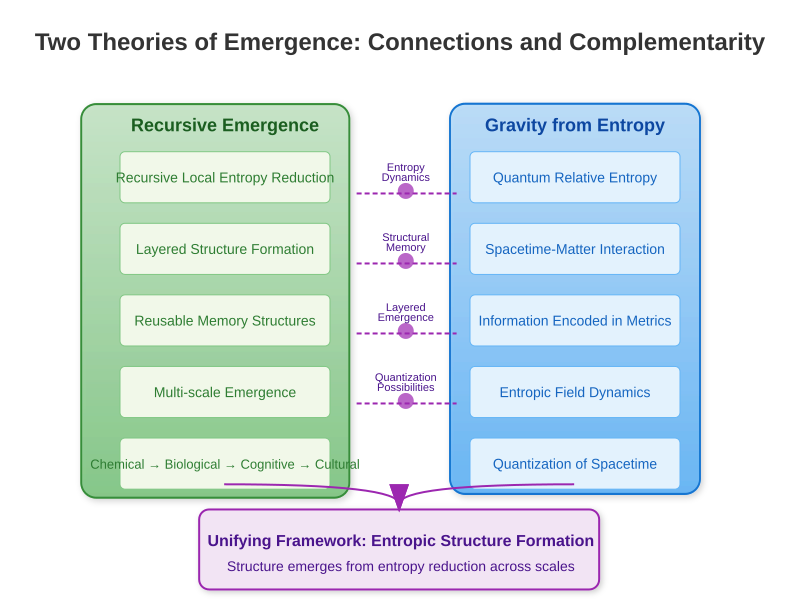 Two Theories of Emergence: Connections and Complementarity
Recursive Emergence
Recursive Local Entropy Reduction
Layered Structure Formation
Reusable Memory Structures
Multi-scale Emergence
Chemical → Biological → Cognitive → Cultural
Entropy
Dynamics
Structural
Memory
Layered
Emergence
Quantization
Possibilities
Gravity from Entropy
Quantum Relative Entropy
Spacetime-Matter Interaction
Information Encoded in Metrics
Entropic Field Dynamics
Quantization of Spacetime
Unifying Framework: Entropic Structure Formation
Structure emerges from entropy reduction across scales